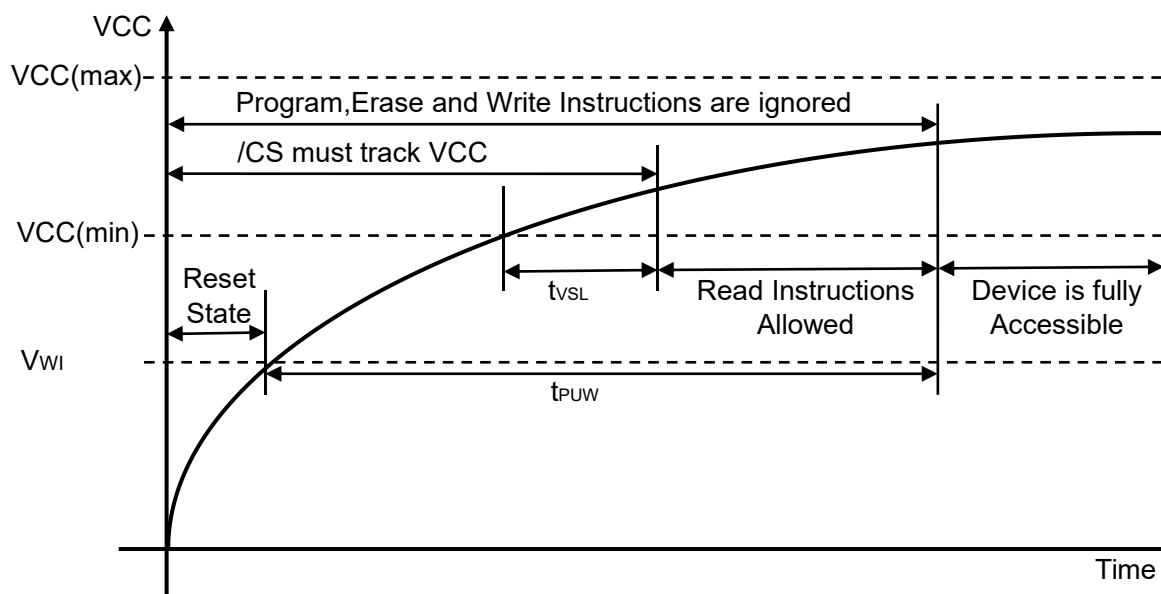 VCC
VCC(max)
Program,Erase and Write Instructions are ignored
/CS must track VCC
VCC(min)
Reset
State
tVSL
Read Instructions
Allowed
Device is fully
Accessible
VWI
tPUW
Time